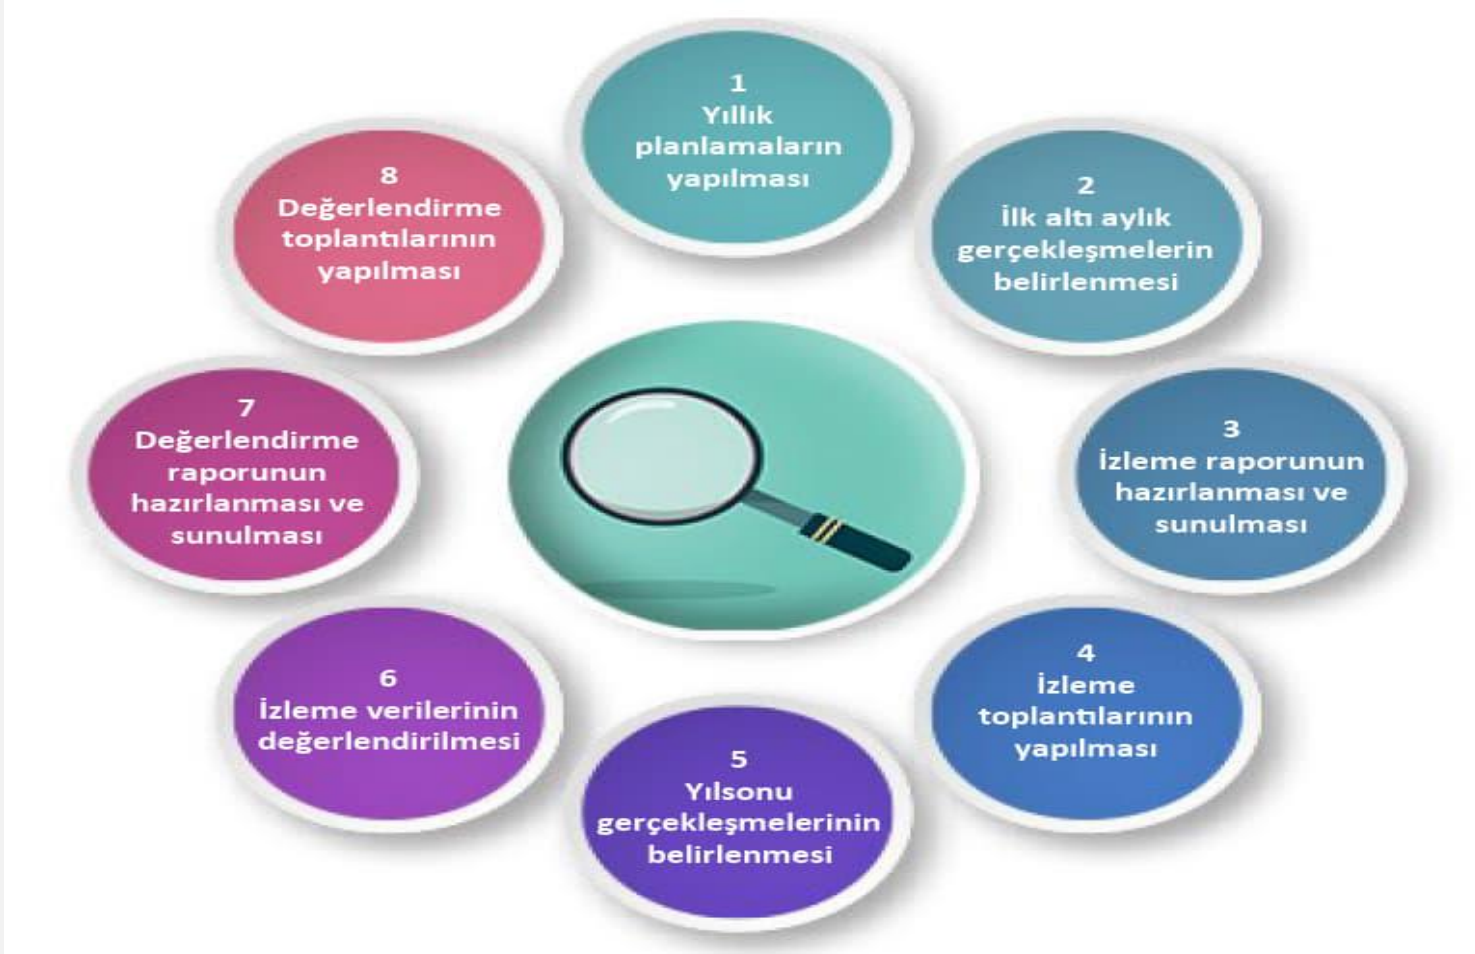 1
Yıllık
planlamaların
yapılması
2
İlk altı aylık
gerçekleşmelerin
belirlenmesi
3
İzleme raporunun
hazırlanması ve
sunulması
4
İzleme
toplantılarının
yapılması
5
Yılsonu
gerçekleşmelerinin
belirlenmesi
6
İzleme verilerinin
değerlendirilmesi
7
Değerlendirme
raporunun
hazırlanması ve
sunulması
8
Değerlendirme
toplantılarının
yapılması